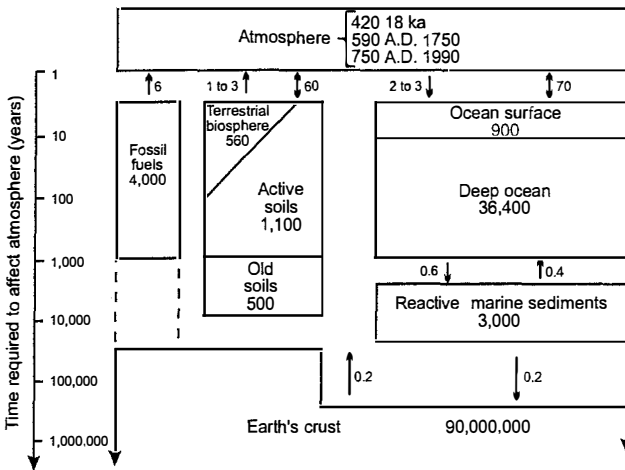 Atmosphere
420 18 ka
590 A.D. 1750
750 A.D. 1990
Time required to affect atmosphere (years)
1
10
100
1,000
10,000
100,000
1,000,000
6
1 to 3
60
2 to 3
70
Fossil
fuels
4,000
Terrestrial
biosphere
560
Active
soils
1,100
Old
soils
500
Ocean surface
900
Deep ocean
36,400
0.6
0.4
Reactive marine sediments
3,000
0.2
0.2
Earth's crust 90,000,000